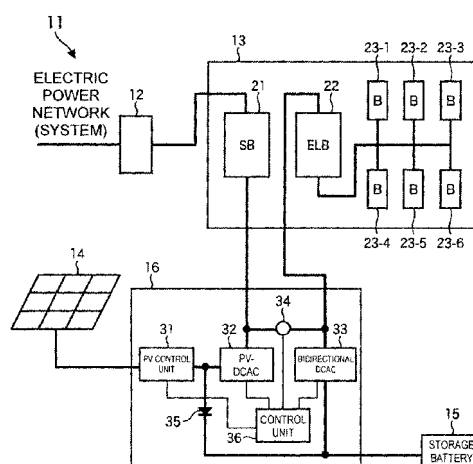 11
ELECTRIC
POWER
NETWORK
(SYSTEM)
12
13
21
22
23-1 23-2 23-3
SB
ELB
B B B
B B B
23-4 23-5 23-6
14
16
34
31
32
33
PV CONTROL
UNIT
PV-
DCAC
BIDIRECTIONAL
DCAC
35
36
CONTROL
UNIT
15
STORAGE
BATTERY